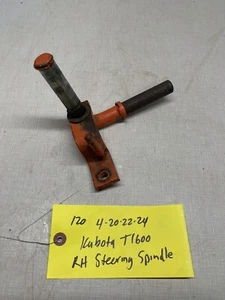 120 4-20-22-24
Kubota T1600
RH Steering Spindle